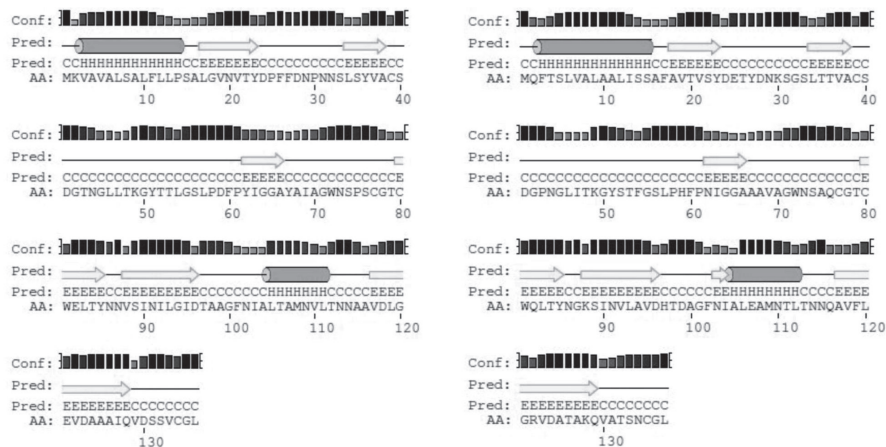 Conf:
Pred:
Pred: CCHHHHHHHHHHHHCCEEEEEEECCCCCCCCCCEEEEECC
AA: MKVAVALSALFLLPSALGVNVTYDPFFDNPNNSLSYVACS
10 20 30 40
Conf:
Pred:
Pred: CCCCCCCCCCCCCCCCCCCCCEEEEECCCCCCCCCCCCCE
AA: DGTNGLLTKGYTTLGSLPDFPYIGGAYAIAGWNSPSCGTC
50 60 70 80
Conf:
Pred:
Pred: EEEEECCEEEEEEEEECCCCCCCHHHHHHHHCCCCCEEEE
AA: WELTYNNVSINILGIDTAAGFNIALTAMNVLTNNAAVDLG
90 100 110 120
Conf:
Pred:
Pred: EEEEEEEECCCCCCCC
AA: EVDAAAIQVDSSVCGL
130
Conf:
Pred:
Pred: CCHHHHHHHHHHHHHCCEEEEEECCCCCCCCCCEEEEECC
AA: MQFTSLVALAALISSAFAVTVSYDETYDNKSGSLTTVACS
10 20 30 40
Conf:
Pred:
Pred: CCCCCCCCCCCCCCCCCCCCCEEEEECCCCCCCCCCCCCE
AA: DGPNGLITKGYSTFGSLPHFPNIGGAAAVAGWNSAQCGTC
50 60 70 80
Conf:
Pred:
Pred: EEEEECCEEEEEEEEECCCCCCEEHHHHHHHHCCCCEEEE
AA: WQLTYNGKSINVLAVDHTDAGFNIALEAMNTLTNNQAVFL
90 100 110 120
Conf:
Pred:
Pred: EEEEEEEEECCCCCCCC
AA: GRVDATAKQVATSNCGL
130